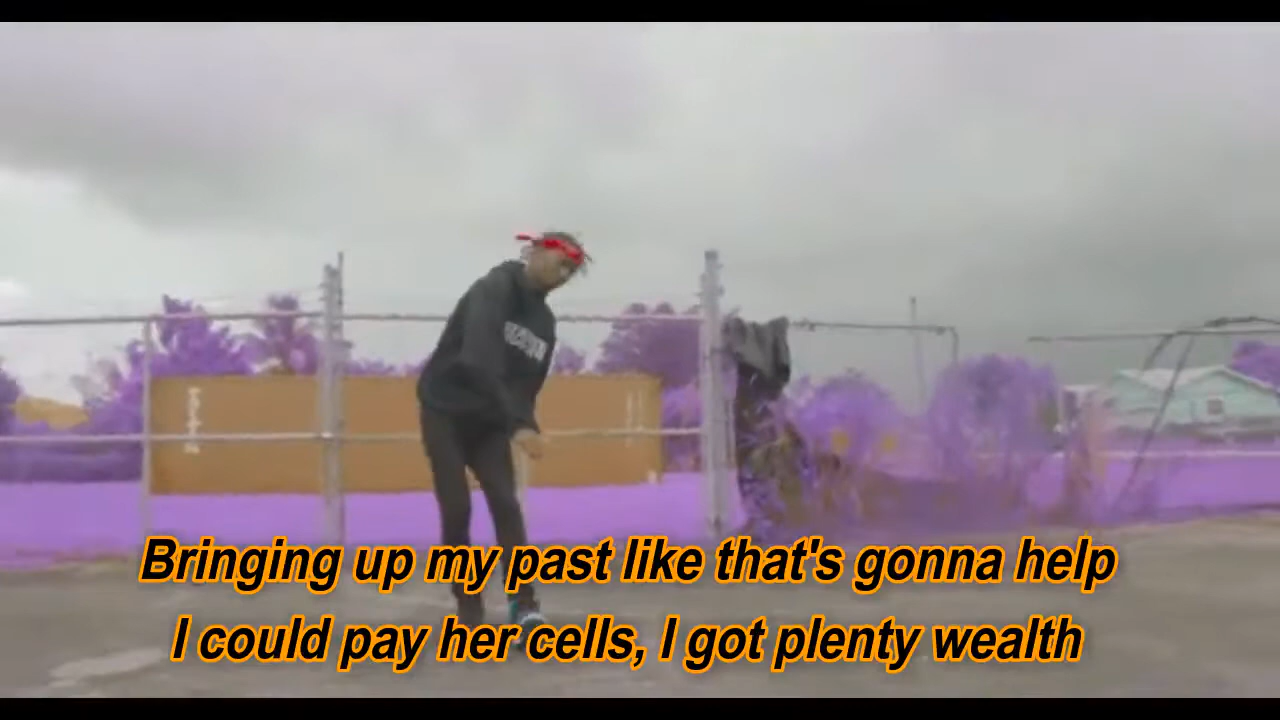 Bringing up my past like that's gonna help
I could pay her cells, I got plenty wealth